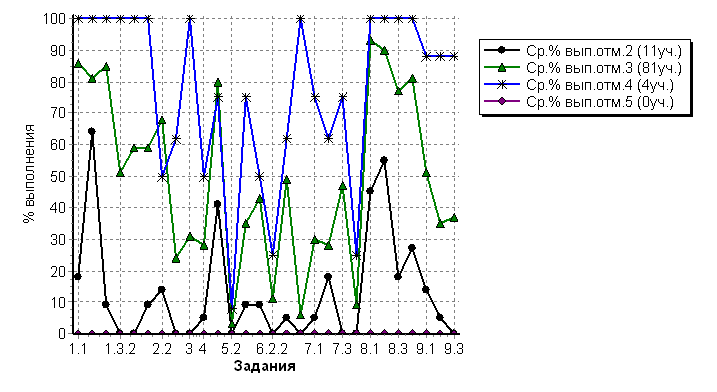 100
90
80
70
60
50
40
30
20
10
0
% выполнения
1.1 1.3.2 2.2 3 4 5.2 6.2.2 7.1 7.3 8.1 8.3 9.1 9.3
Задания
Ср.% вып.отм.2 (11уч.)
Ср.% вып.отм.3 (81уч.)
Ср.% вып.отм.4 (4уч.)
Ср.% вып.отм.5 (0уч.)